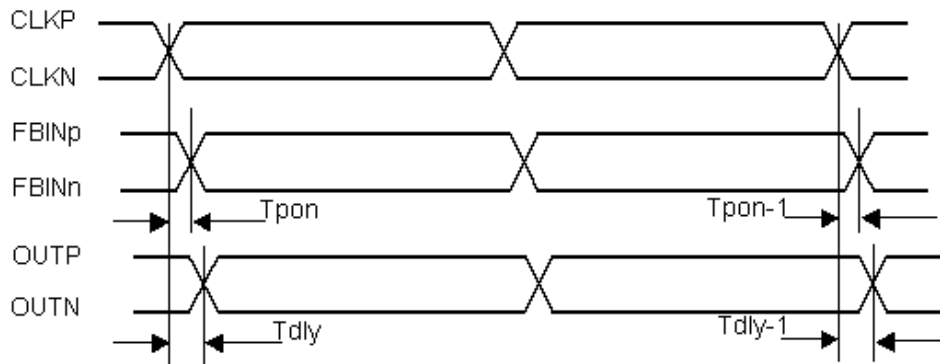 CLKP
CLKN
FBINp
FBINn
Tpon
Tpon-1
OUTP
OUTN
Tdly
Tdly-1